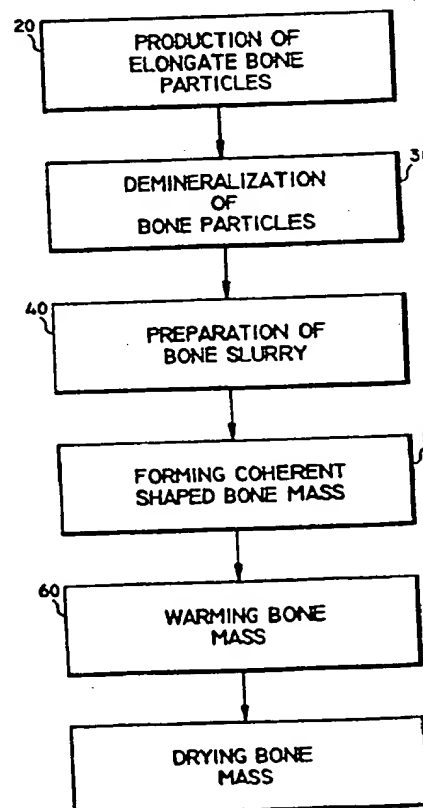 20
PRODUCTION OF
ELONGATE BONE
PARTICLES
DEMINERALIZATION
OF
BONE PARTICLES
40
PREPARATION OF
BONE SLURRY
FORMING COHERENT
SHAPED BONE MASS
60
WARMING BONE
MASS
DRYING BONE
MASS